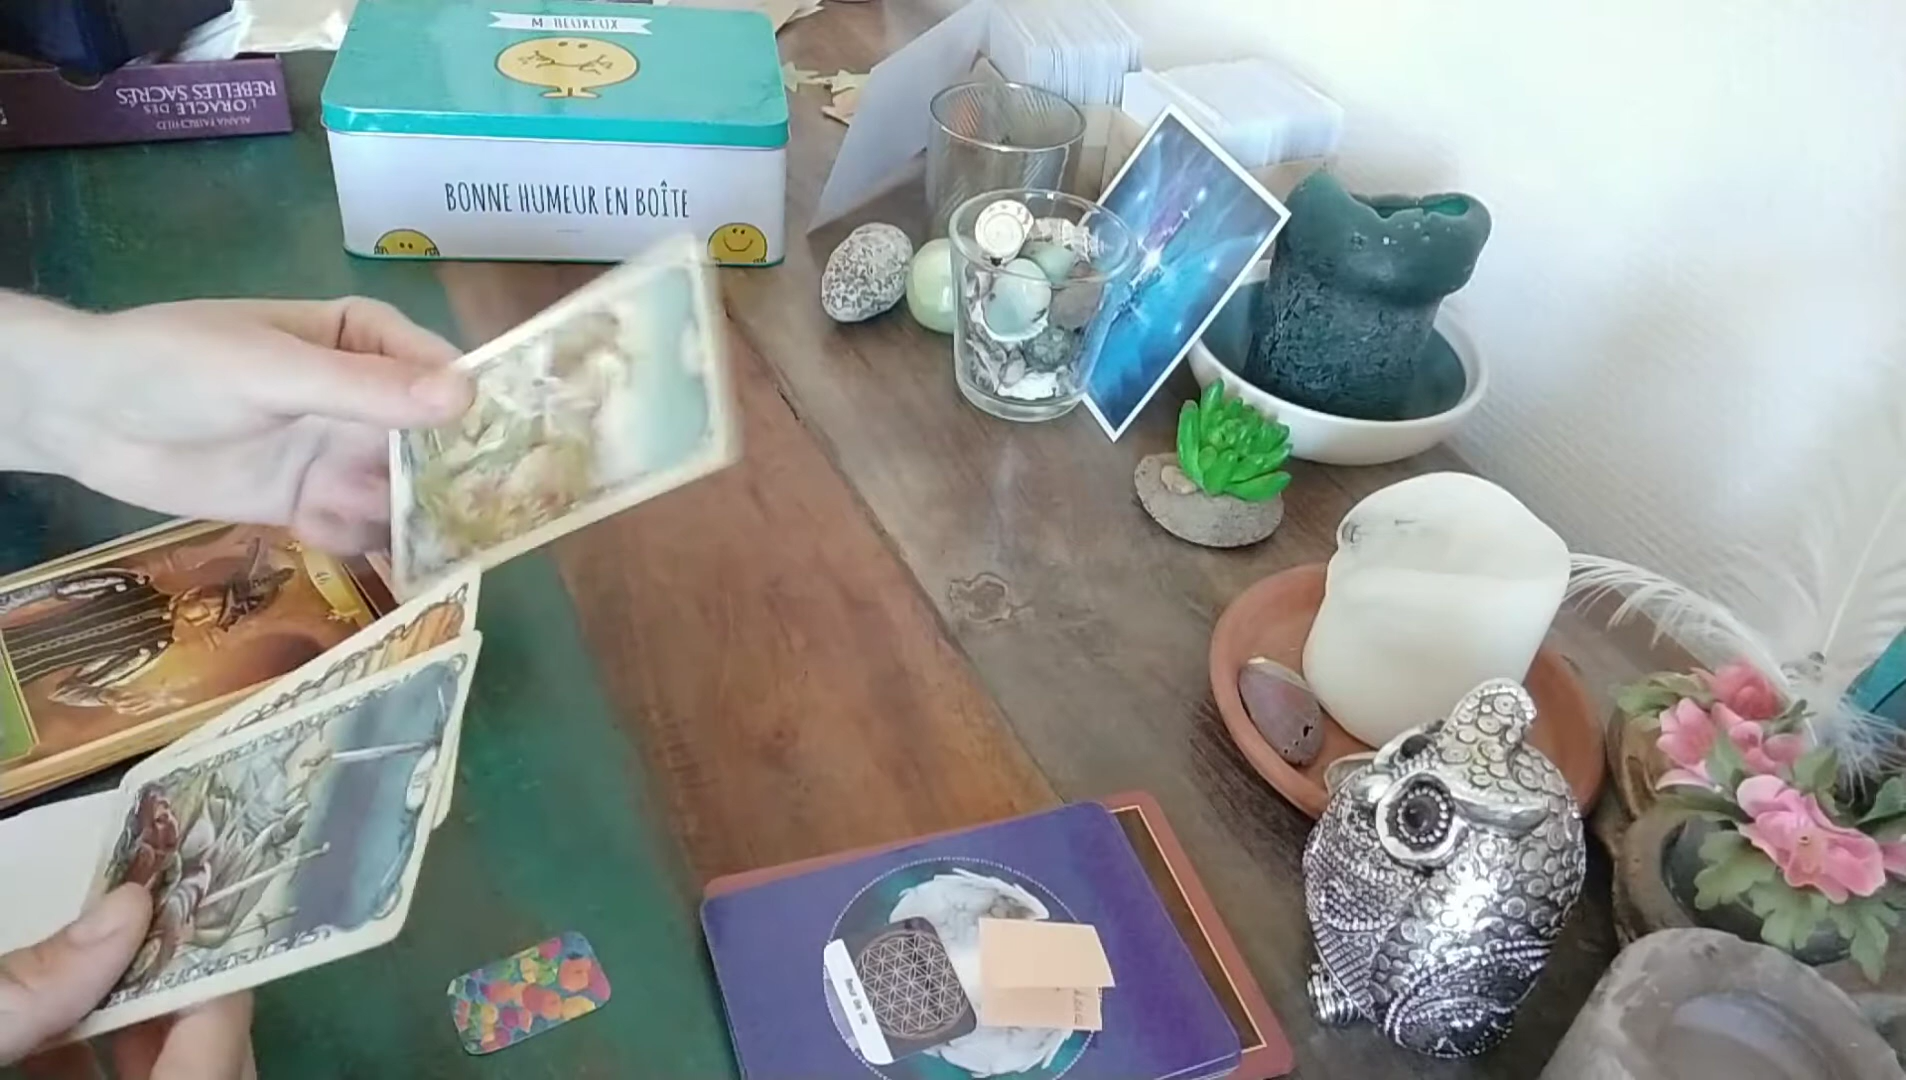 M. HEUREUX
BONNE HUMEUR EN BOÎTE
ALANA FAIRCHILD
L'ORACLE DES
REBELLES SACRÉS